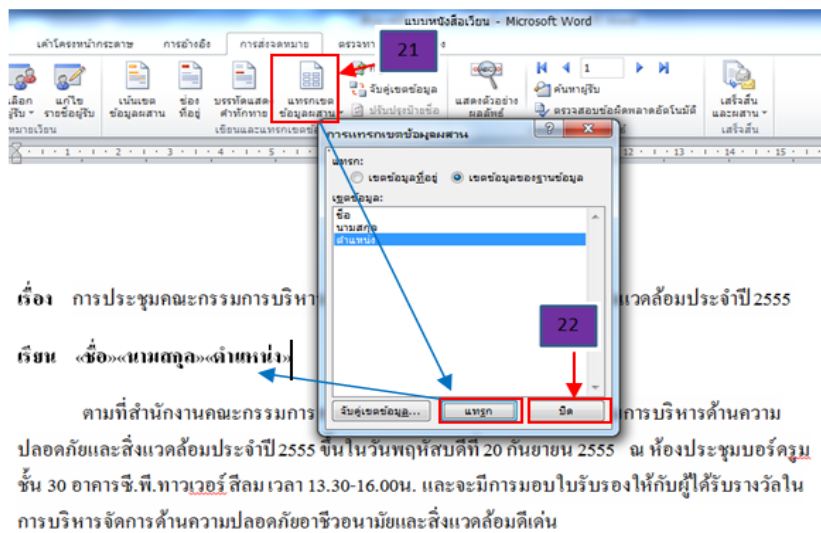 แบบหนังสือเวียน - Microsoft Word
เค้าโครงหน้ากระดาษ การอ้างอิง การส่งจดหมาย ตรวจทา
21
เลือก แก้ไข เน้นเขต ช่อง บรรทัดแสดง แทรกเขต
รายชื่อผู้รับ ข้อมูลผสาน ที่อยู่ คำทักทาย ข้อมูลผสาน
จับคู่เขตข้อมูล
ปรับปรุงป้ายชื่อ
แสดงตัวอย่าง
ผลลัพธ์
1
ค้นหาผู้รับ
ตรวจสอบข้อผิดพลาดอัตโนมัติ
เสร็จสิ้น
และผสาน
เขียนและแทรกเขตข้อ
เสร็จสิ้น
1 2 3 4 5 12 13 14 15
การแทรกเขตข้อมูลผสาน
แทรก:
เขตข้อมูลที่อยู่ เขตข้อมูลของฐานข้อมูล
เขตข้อมูล:
ชื่อ
นามสกุล
ตำแหน่ง
22
จับคู่เขตข้อมูล... แทรก ปิด
เรื่อง การประชุมคณะกรรมการบริหา แวดล้อมประจำปี 2555
เรียน «ชื่อ»«นามสกุล»«ตำแหน่ง»
ตามที่สำนักงานคณะกรรมการ การบริหารด้านความ
ปลอดภัยและสิ่งแวดล้อมประจำปี 2555 ขึ้นในวันพฤหัสบดีที่ 20 กันยายน 2555 ณ ห้องประชุมบอร์ดรูม
ชั้น 30 อาคารซี.พี.ทาวเวอร์ สีลม เวลา 13.30-16.00น. และจะมีการมอบใบรับรองให้กับผู้ได้รับรางวัลใน
การบริหารจัดการด้านความปลอดภัยอาชีวอนามัยและสิ่งแวดล้อมดีเด่น